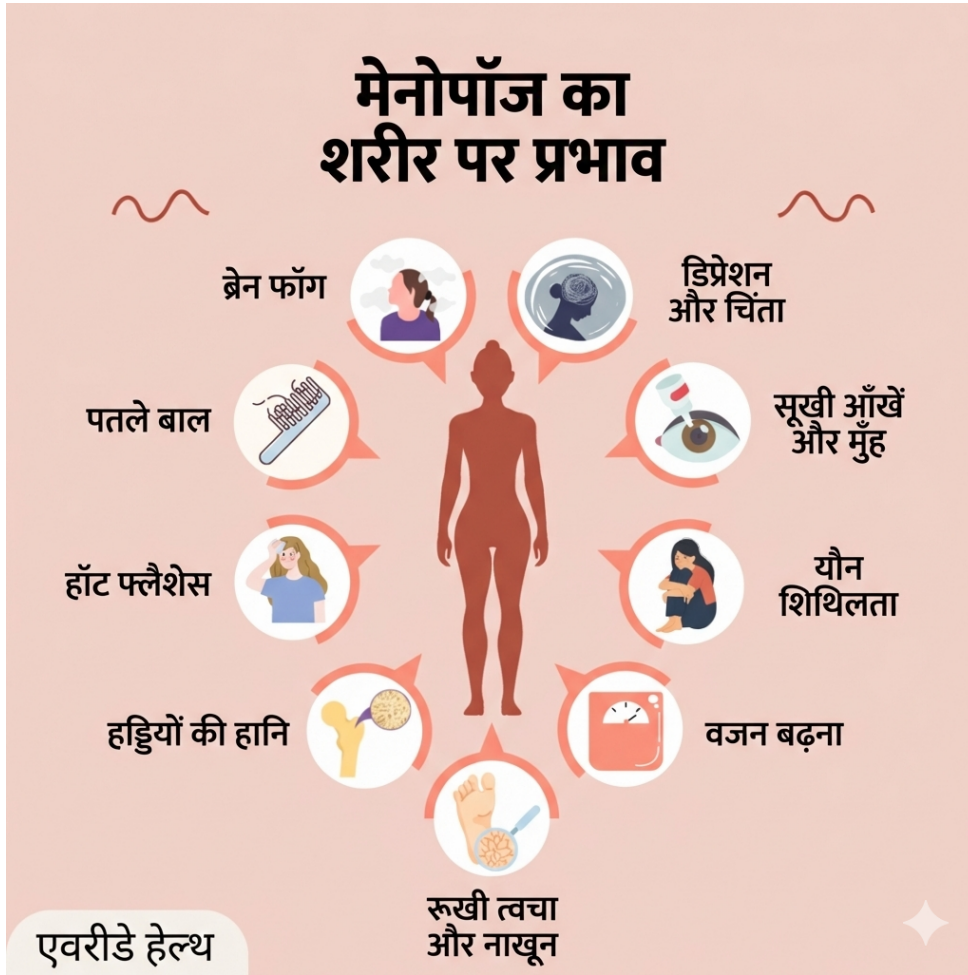 मेनोपॉज का
शरीर पर प्रभाव
ब्रेन फॉग
डिप्रेशन
और चिंता
पतले बाल
सूखी आँखें
और मुँह
हॉट फ्लैशेस
यौन
शिथिलता
हड्डियों की हानि
वजन बढ़ना
रूखी त्वचा
और नाखून
एवरीडे हेल्थ